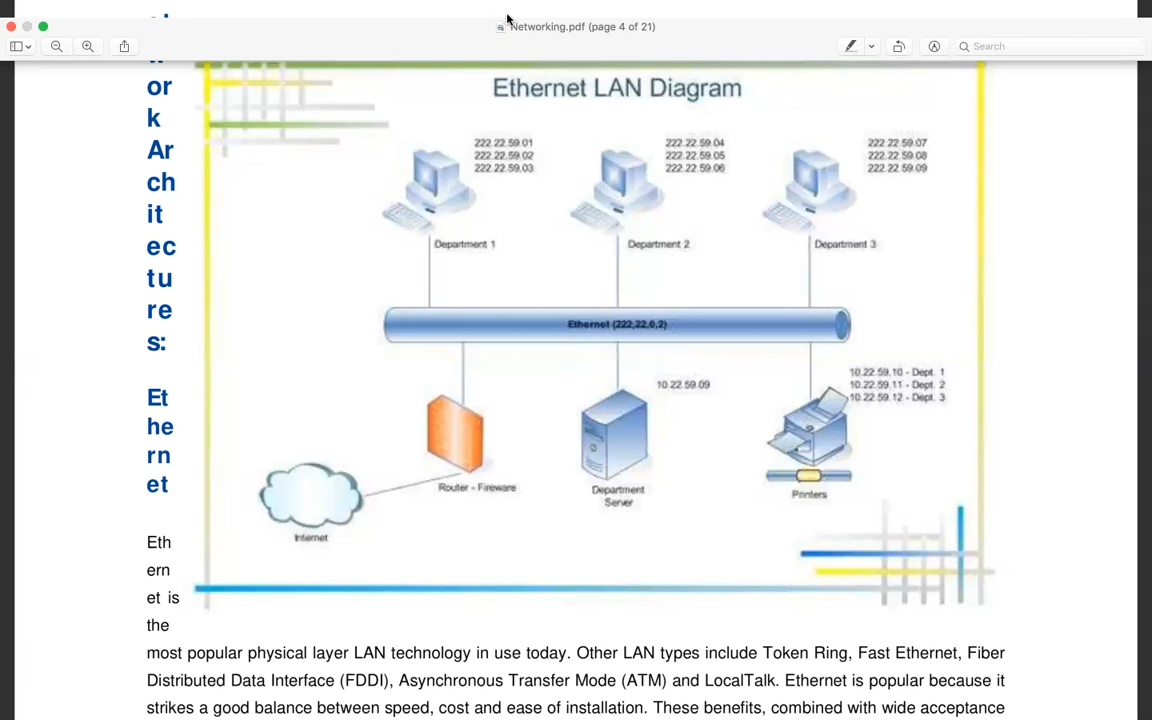 Networking.pdf (page 4 of 21)
Search
or
k
Ar
ch
it
ec
tu
re
s:
Et
he
rn
et
Ethernet LAN Diagram
222.22.59.01
222.22.59.02
222.22.59.03
222.22.59.04
222.22.59.05
222.22.59.06
222.22.59.07
222.22.59.08
222.22.59.09
Department 1
Department 2
Department 3
Ethernet (222,22,0,2)
10.22.59.09
10.22.59.10 - Dept. 1
10.22.59.11 - Dept. 2
10.22.59.12 - Dept. 3
Router - Fireware
Department
Server
Printers
Internet
Eth
ern
et is
the
most popular physical layer LAN technology in use today. Other LAN types include Token Ring, Fast Ethernet, Fiber
Distributed Data Interface (FDDI), Asynchronous Transfer Mode (ATM) and LocalTalk. Ethernet is popular because it
strikes a good balance between speed, cost and ease of installation. These benefits, combined with wide acceptance